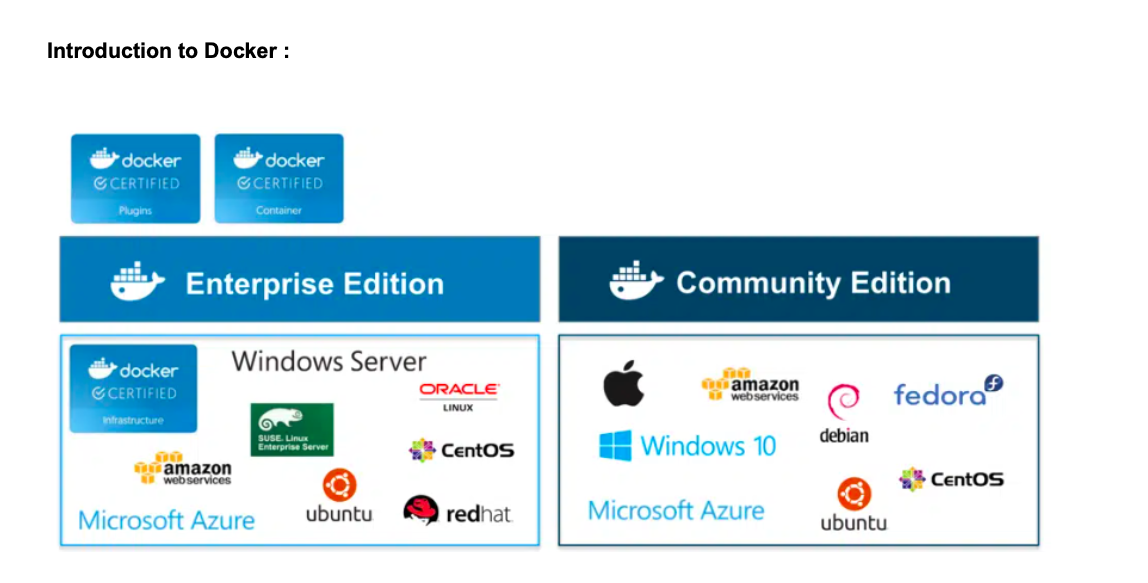 Introduction to Docker :
docker
CERTIFIED
Plugins
docker
CERTIFIED
Container
Enterprise Edition
docker
CERTIFIED
Infrastructure
Windows Server
ORACLE
LINUX
SUSE. Linux
Enterprise Server
CentOS
amazon
webservices
ubuntu
redhat.
Microsoft Azure
Community Edition
amazon
webservices
debian
fedora
Windows 10
CentOS
Microsoft Azure
ubuntu